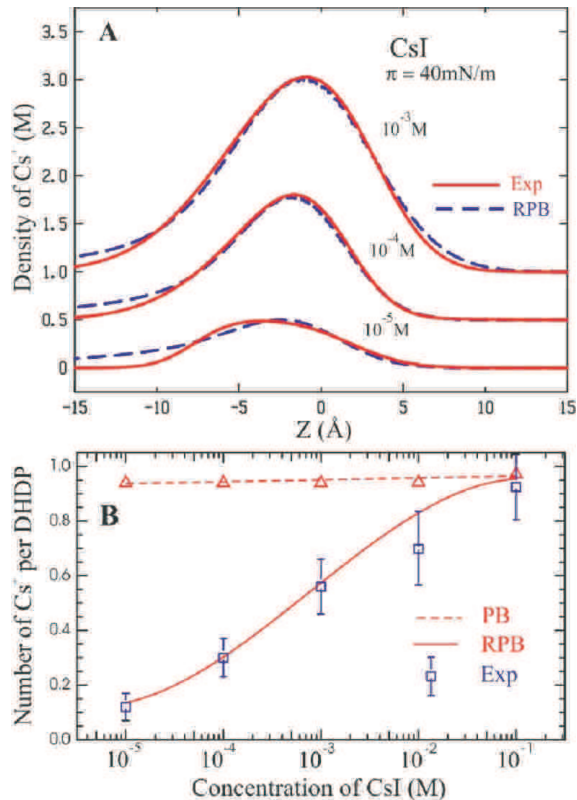 A
CsI
π = 40mN/m
Density of Cs⁺ (M)
3.5
3.0
2.5
2.0
1.5
1.0
0.5
0
10⁻³M
Exp
RPB
10⁻⁴M
10⁻⁵M
−15 −10 −5 0 5 10 15
Z (Å)
B
Number of Cs⁺ per DHDP
1.0
0.8
0.6
0.4
0.2
0.0
PB
RPB
Exp
10⁻⁵ 10⁻⁴ 10⁻³ 10⁻² 10⁻¹
Concentration of CsI (M)